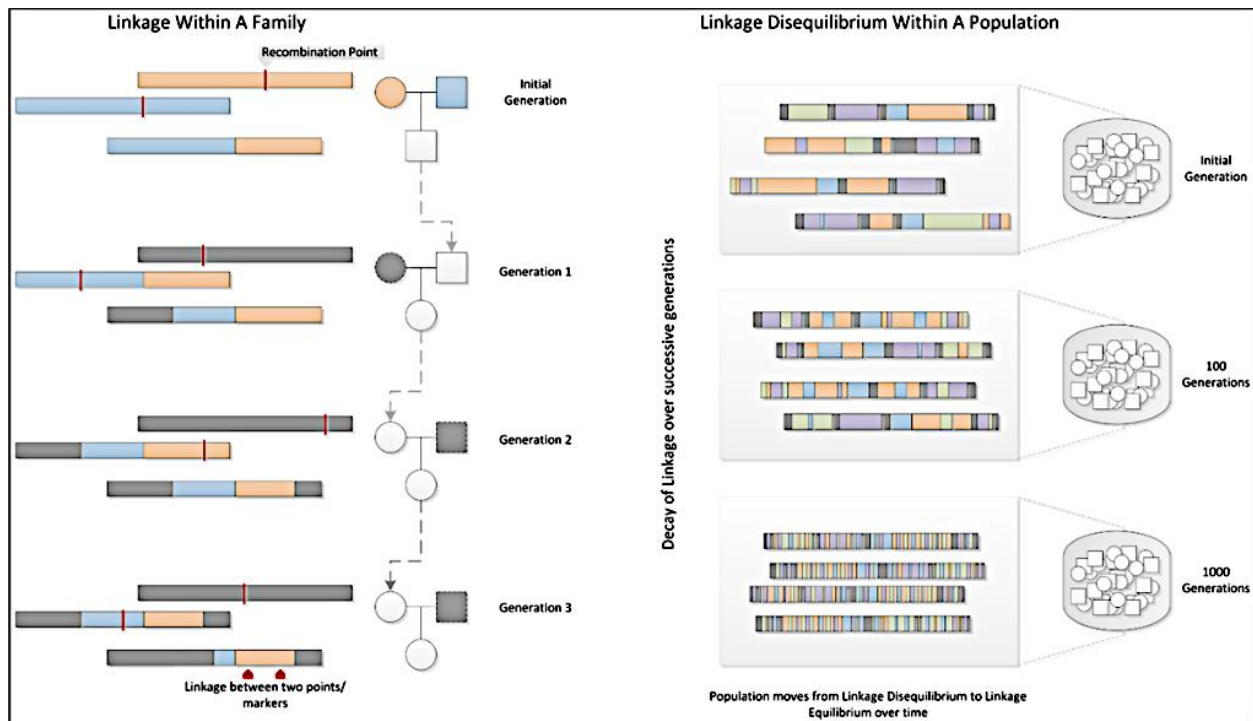 Linkage Within A Family
Recombination Point
Initial
Generation
Generation 1
Generation 2
Generation 3
Linkage between two points/
markers
Linkage Disequilibrium Within A Population
Decay of Linkage over successive generations
Initial
Generation
100
Generations
1000
Generations
Population moves from Linkage Disequilibrium to Linkage
Equilibrium over time